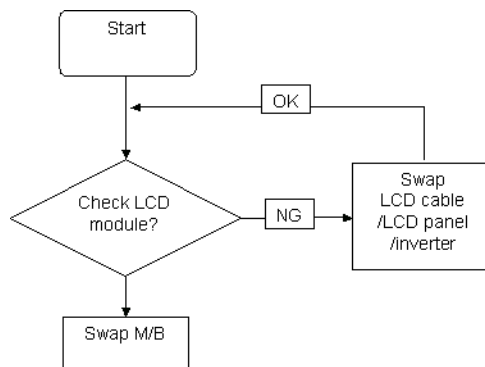 Start
OK
Check LCD
module?
NG
Swap
LCD cable
/LCD panel
/inverter
Swap M/B